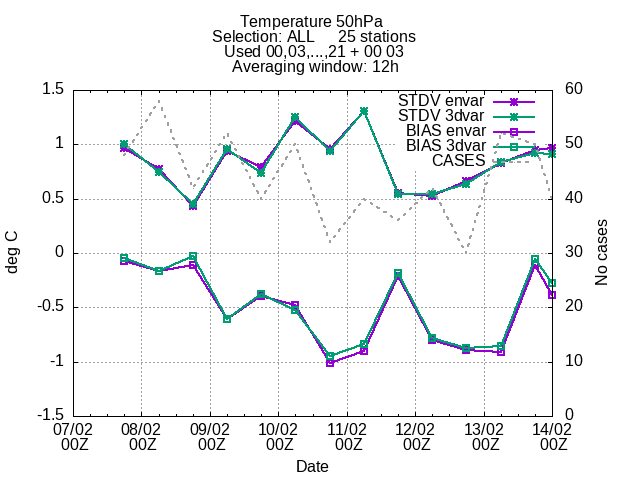 Temperature 50hPa
Selection: ALL 25 stations
Used 00,03,...,21 + 00 03
Averaging window: 12h
STDV envar
STDV 3dvar
BIAS envar
BIAS 3dvar
CASES
1.5
1
0.5
0
-0.5
-1
-1.5
deg C
60
50
40
30
20
10
0
No cases
07/02 08/02 09/02 10/02 11/02 12/02 13/02 14/02
00Z 00Z 00Z 00Z 00Z 00Z 00Z 00Z
Date